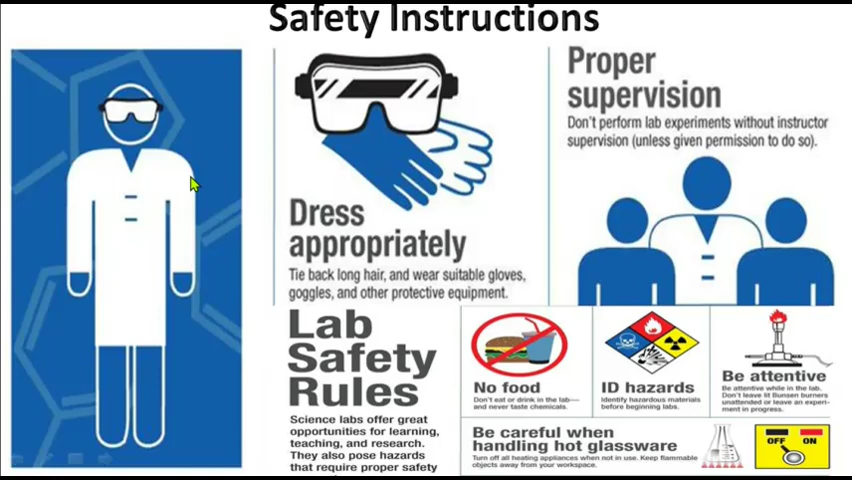 Safety Instructions
Dress
appropriately
Tie back long hair, and wear suitable gloves,
goggles, and other protective equipment.
Proper
supervision
Don't perform lab experiments without instructor
supervision (unless given permission to do so).
Lab
Safety
Rules
Science labs offer great
opportunities for learning,
teaching, and research.
They also pose hazards
that require proper safety
No food
Don't eat or drink in the lab—
and never taste chemicals.
ID hazards
Identify hazardous materials
before beginning labs.
Be attentive
Be attentive while in the lab.
Don't leave lit Bunsen burners
unattended or leave an experi-
ment in progress.
Be careful when
handling hot glassware
Turn off all heating appliances when not in use. Keep flammable
objects away from your workspace.
OFF ON